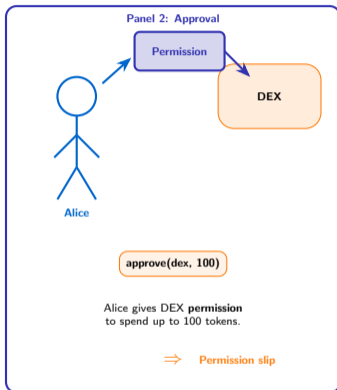 Panel 2: Approval
Permission
DEX
Alice
approve(dex, 100)
Alice gives DEX permission
to spend up to 100 tokens.
⇒ Permission slip